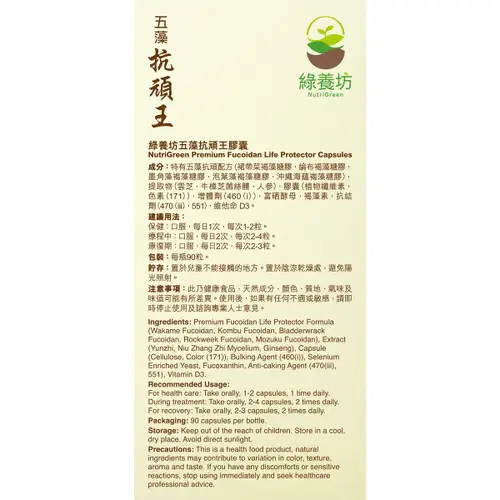 五藻
抗頑王
綠養坊
NutriGreen
綠養坊五藻抗頑王膠囊
NutriGreen Premium Fucoidan Life Protector Capsules
成分：特有五藻抗頑配方（裙帶菜褐藻糖膠，綸布褐藻糖膠，
墨角藻褐藻糖膠，泡葉藻褐藻糖膠，沖繩海蘊褐藻糖膠），
提取物（雲芝，牛樟芝菌絲體，人參），膠囊（植物纖維素，
色素(171)），增體劑（460(i)），富硒酵母，褐藻素，抗結
劑（470(iii)，551），維他命 D3。
建議用法：
保健：口服，每日1次，每次1-2粒。
療程中：口服，每日2次，每次2-4粒。
康復期：口服，每日2次，每次2-3粒。
包裝：每瓶90粒。
貯存：置於兒童不能接觸的地方。置於陰涼乾燥處，避免陽
光照射。
注意事項：此乃健康食品，天然成分，顏色、質地，氣味及
味道可能有所差異。使用後，如果有任何不適或敏感，請即
時停止使用及諮詢專業人士意見。
Ingredients: Premium Fucoidan Life Protector Formula
(Wakame Fucoidan, Kombu Fucoidan, Bladderwrack
Fucoidan, Rockweed Fucoidan, Mozuku Fucoidan), Extract
(Yunzhi, Niu Zhang Zhi Mycelium, Ginseng), Capsule
(Cellulose, Color (171)), Bulking Agent (460(i)), Selenium
Enriched Yeast, Fucoxanthin, Anti-caking Agent (470(iii),
551), Vitamin D3.
Recommended Usage:
For health care: Take orally, 1-2 capsules, 1 time daily.
During treatment: Take orally, 2-4 capsules, 2 times daily.
For recovery: Take orally, 2-3 capsules, 2 times daily.
Packaging: 90 capsules per bottle.
Storage: Keep out of the reach of children. Store in a cool,
dry place. Avoid direct sunlight.
Precautions: This is a health food product, natural
ingredients may contribute to variation in color, texture,
aroma and taste. If you have any discomforts or sensitive
reactions, stop using immediately and seek healthcare
professional advice.